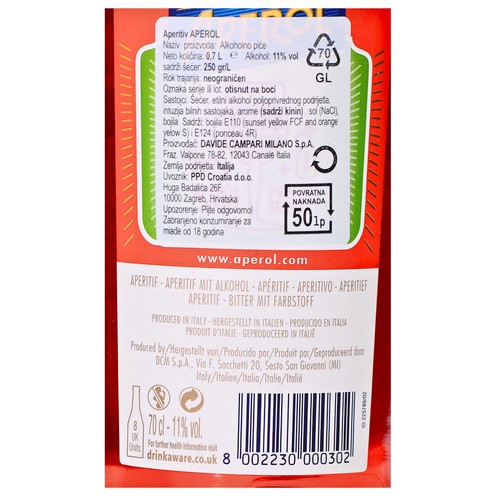 APEROL
Aperitiv APEROL
Naziv proizvoda: Alkoholno piće
Neto količina: 0,7 L e Alkohol: 11% vol
sadrži šećer: 250 gr/L
Rok trajanja: neograničen
Oznaka serije ili lot: otisnut na boci
Sastojci: Šećer, etilni alkohol poljoprivrednog podrijetla,
infuzija bilnih sastojaka, arome (sadrži kinin) . sol (NaCl),
bojila Sadrži: bojila E110 (sunset yellow FCF and orange
yelow S) i E124 (ponceau 4R)
Proizvođač: DAVIDE CAMPARI MILANO S.p.A.
Fraz. Valpone 78-82, 12043 Canale Italia
Zemlja podrijetla: Italija
Uvoznik: PPD Croatia d.o.o.
Huga Badalića 26F,
10000 Zagreb, Hrvatska
Upozorenje: Pijte odgovorno!
Zabranjeno konzumiranje za
mlađe od 18 godina
70
GL
POVRATNA
NAKNADA
50 lp
www.aperol.com
APERITIF - APERITIF MIT ALKOHOL - APÉRITIF - APERITIVO - APERITIEF
APERITIF - BITTER MIT FARBSTOFF
PRODUCED IN ITALY - HERGESTELLT IN ITALIEN - PRODUCIDO EN ITALIA
PRODUIT D'ITALIE - GEPRODUCEERD IN ITALIË
Produced by/Hergestellt van/Producido par/Produit par/Geproduceerd door
DCM S.p.A., Via F. Sacchetti 20, Sesto San Giovanni (MI)
Italy/Italien/Italia/Italie/Italië
8
UK
Units
70 cl - 11% vol.
For further health information visit
drinkaware.co.uk
8 002230 000302
225789/02